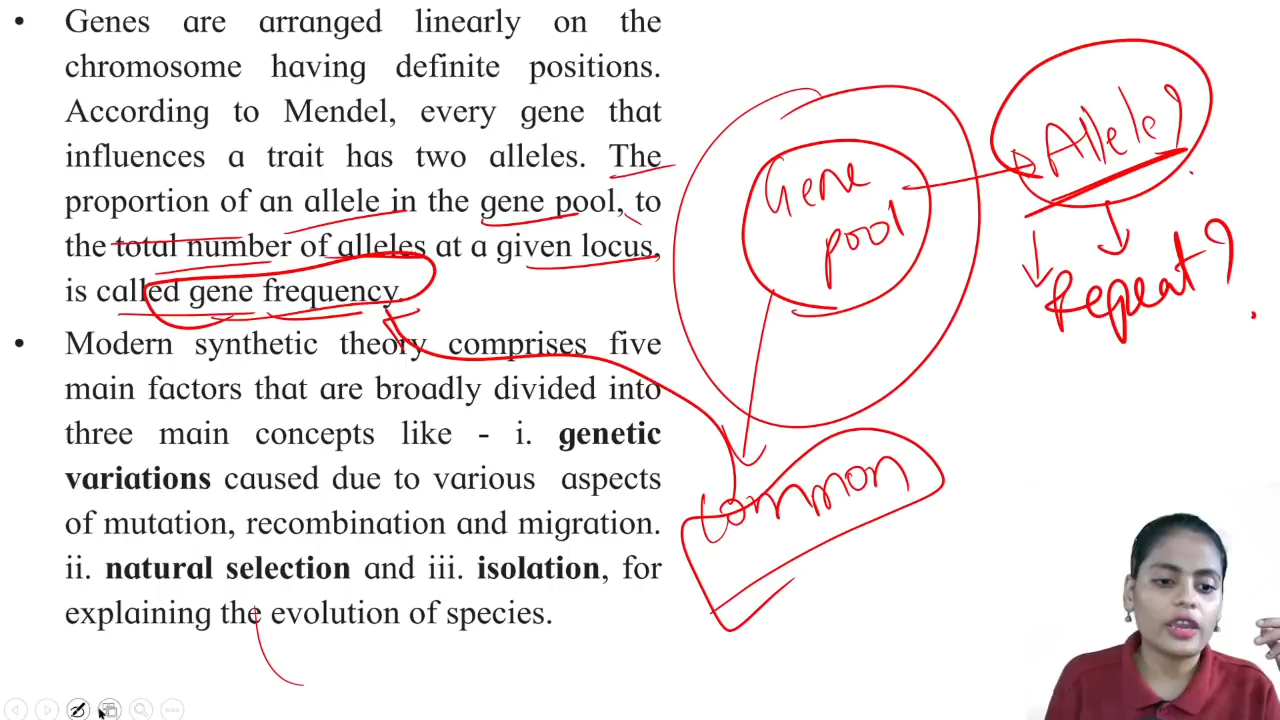 • Genes are arranged linearly on the
chromosome having definite positions.
According to Mendel, every gene that
influences a trait has two alleles. The
proportion of an allele in the gene pool, to
the total number of alleles at a given locus,
is called gene frequency.
• Modern synthetic theory comprises five
main factors that are broadly divided into
three main concepts like - i. genetic
variations caused due to various aspects
of mutation, recombination and migration.
ii. natural selection and iii. isolation, for
explaining the evolution of species.
Gene
pool
Allele?
Repeat?
Common